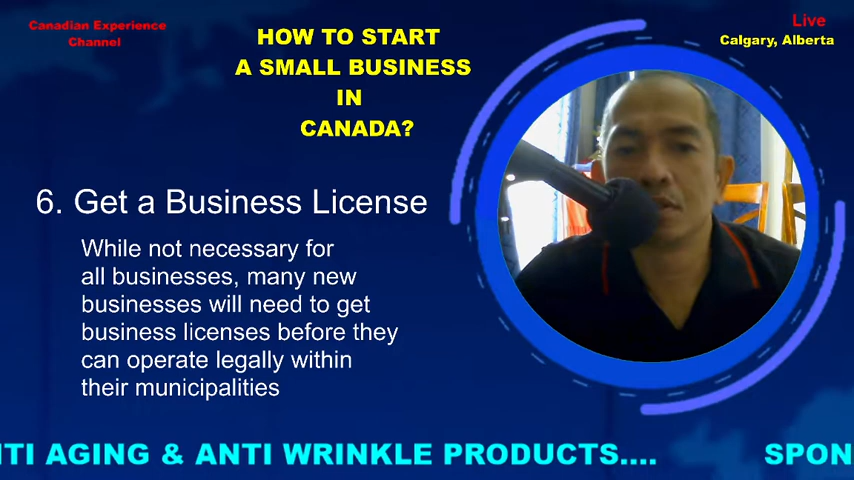 Canadian Experience
Channel
Live
Calgary, Alberta
HOW TO START
A SMALL BUSINESS
IN
CANADA?
6. Get a Business License
While not necessary for
all businesses, many new
businesses will need to get
business licenses before they
can operate legally within
their municipalities
TI AGING & ANTI WRINKLE PRODUCTS.... SPON